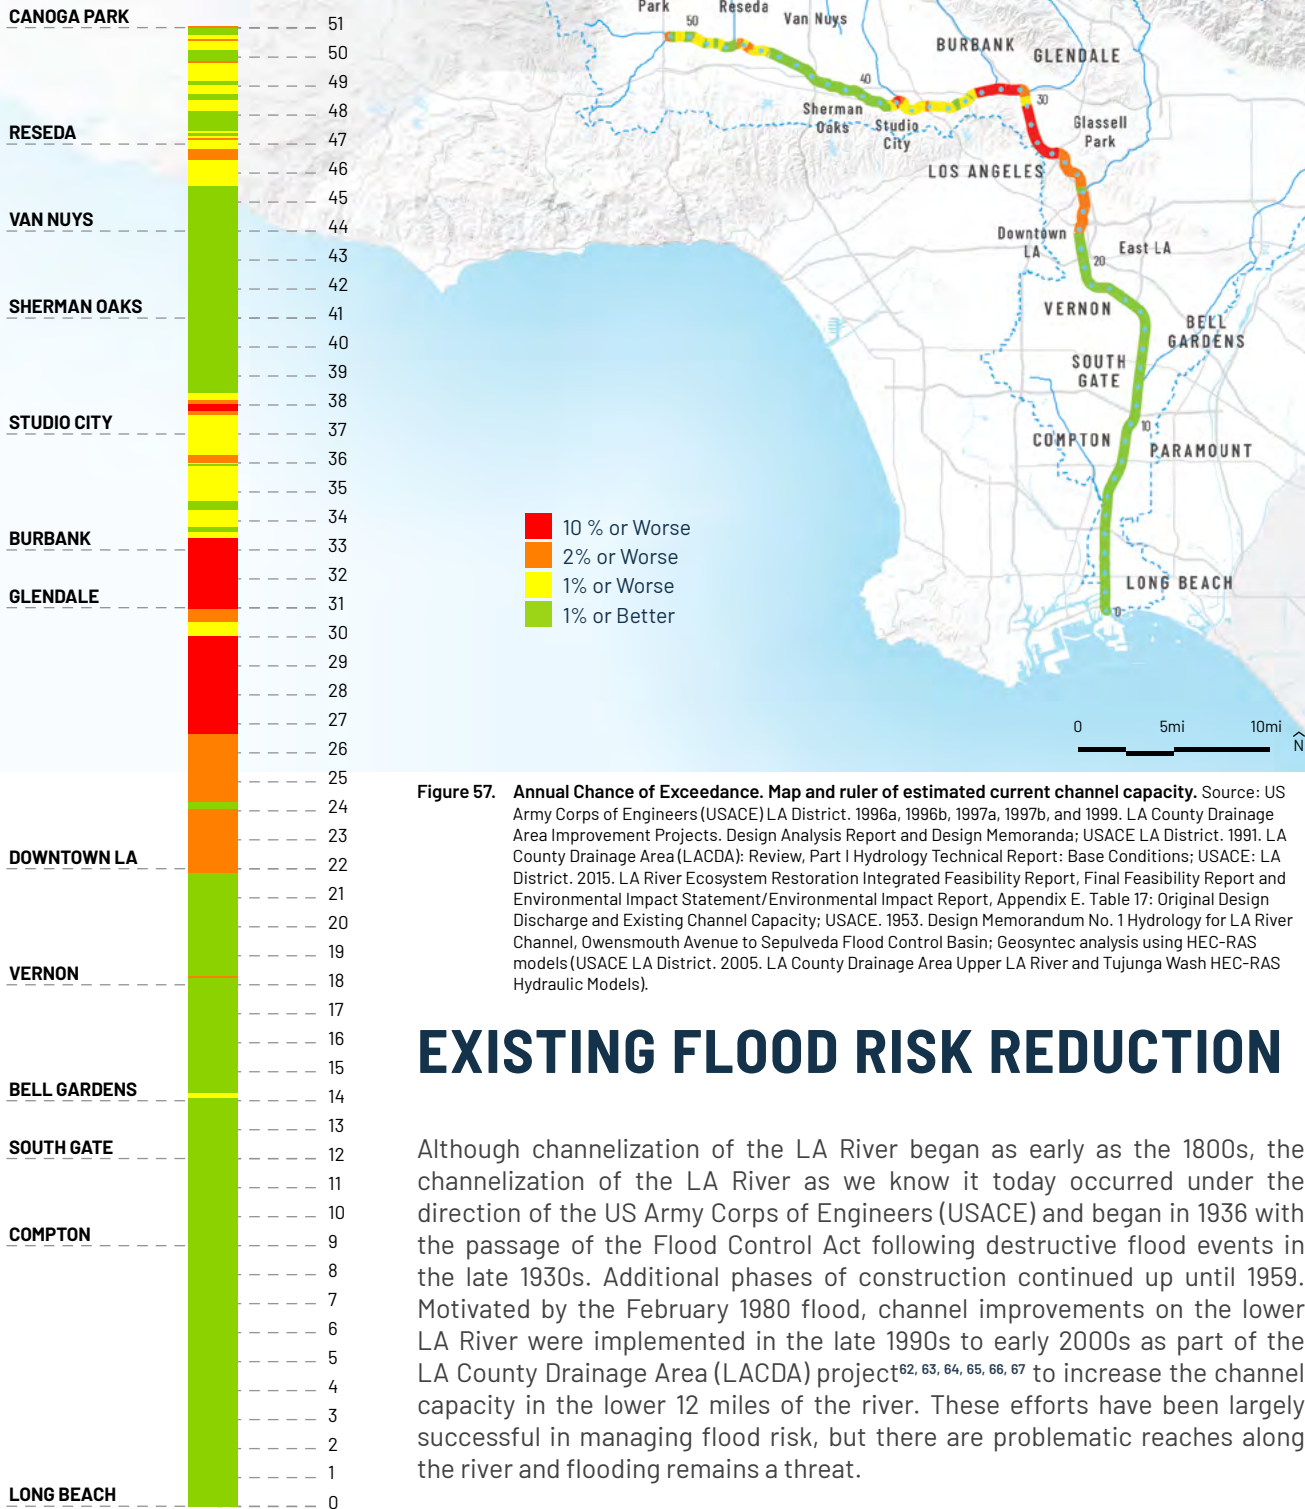 CANOGA PARK
51
50
49
48
RESEDA
47
46
45
VAN NUYS
44
43
42
SHERMAN OAKS
41
40
39
38
STUDIO CITY
37
36
35
34
BURBANK
33
32
GLENDALE
31
30
29
28
27
26
25
24
23
DOWNTOWN LA
22
21
20
19
VERNON
18
17
16
15
BELL GARDENS
14
13
SOUTH GATE
12
11
10
COMPTON
9
8
7
6
5
4
3
2
1
LONG BEACH
0
Park
Reseda
50
Van Nuys
BURBANK
GLENDALE
40
30
Sherman
Oaks
Studio
City
Glassell
Park
LOS ANGELES
Downtown
LA
East LA
20
VERNON
BELL
GARDENS
SOUTH
GATE
10
COMPTON
PARAMOUNT
LONG BEACH
0
10 % or Worse
2% or Worse
1% or Worse
1% or Better
0 5mi 10mi
N
Figure 57. Annual Chance of Exceedance. Map and ruler of estimated current channel capacity. Source: US
Army Corps of Engineers (USACE) LA District. 1996a, 1996b, 1997a, 1997b, and 1999. LA County Drainage
Area Improvement Projects. Design Analysis Report and Design Memoranda; USACE LA District. 1991. LA
County Drainage Area (LACDA): Review, Part I Hydrology Technical Report: Base Conditions; USACE: LA
District. 2015. LA River Ecosystem Restoration Integrated Feasibility Report, Final Feasibility Report and
Environmental Impact Statement/Environmental Impact Report, Appendix E. Table 17: Original Design
Discharge and Existing Channel Capacity; USACE. 1953. Design Memorandum No. 1 Hydrology for LA River
Channel, Owensmouth Avenue to Sepulveda Flood Control Basin; Geosyntec analysis using HEC-RAS
models (USACE LA District. 2005. LA County Drainage Area Upper LA River and Tujunga Wash HEC-RAS
Hydraulic Models).
EXISTING FLOOD RISK REDUCTION
Although channelization of the LA River began as early as the 1800s, the
channelization of the LA River as we know it today occurred under the
direction of the US Army Corps of Engineers (USACE) and began in 1936 with
the passage of the Flood Control Act following destructive flood events in
the late 1930s. Additional phases of construction continued up until 1959.
Motivated by the February 1980 flood, channel improvements on the lower
LA River were implemented in the late 1990s to early 2000s as part of the
LA County Drainage Area (LACDA) project62, 63, 64, 65, 66, 67 to increase the channel
capacity in the lower 12 miles of the river. These efforts have been largely
successful in managing flood risk, but there are problematic reaches along
the river and flooding remains a threat.